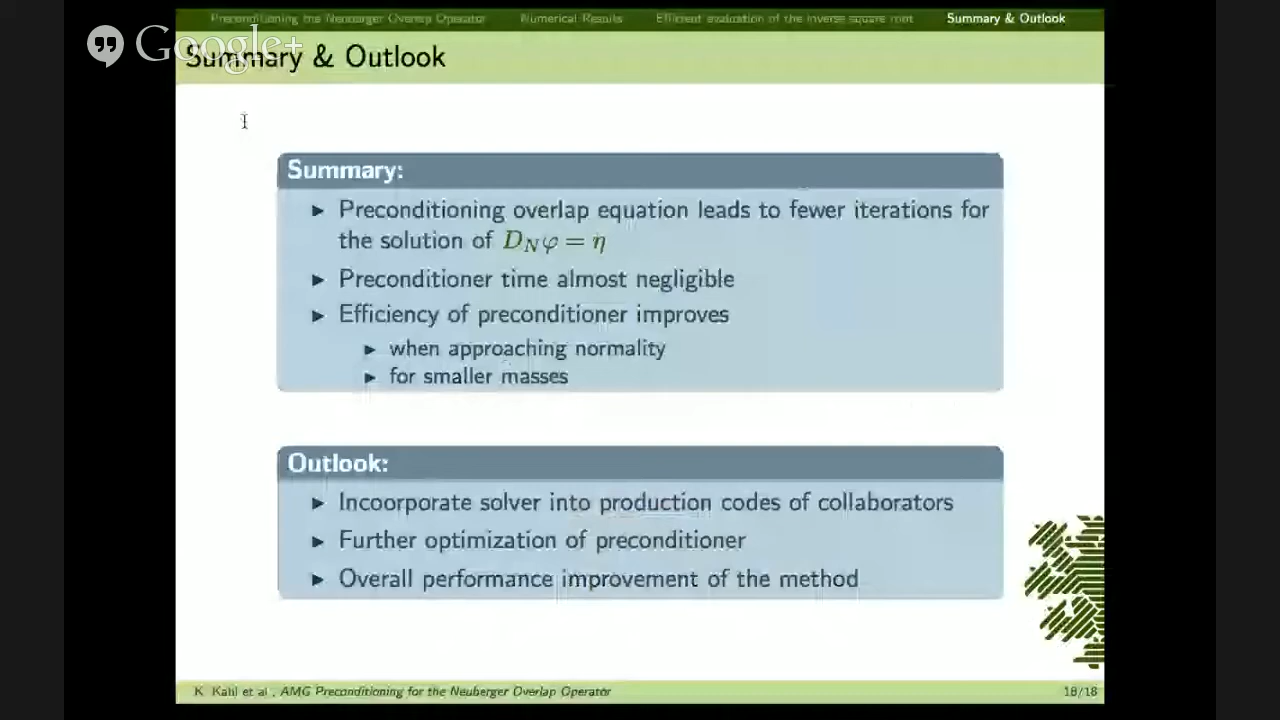 Preconditioning the Neuberger Overlap Operator Numerical Results Efficient evaluation of the inverse square root Summary & Outlook
Google+
Summary & Outlook
Summary:
► Preconditioning overlap equation leads to fewer iterations for
the solution of D_N φ = η
► Preconditioner time almost negligible
► Efficiency of preconditioner improves
► when approaching normality
► for smaller masses
Outlook:
► Incoorporate solver into production codes of collaborators
► Further optimization of preconditioner
► Overall performance improvement of the method
K. Kahl et al., AMG Preconditioning for the Neuberger Overlap Operator 18/18